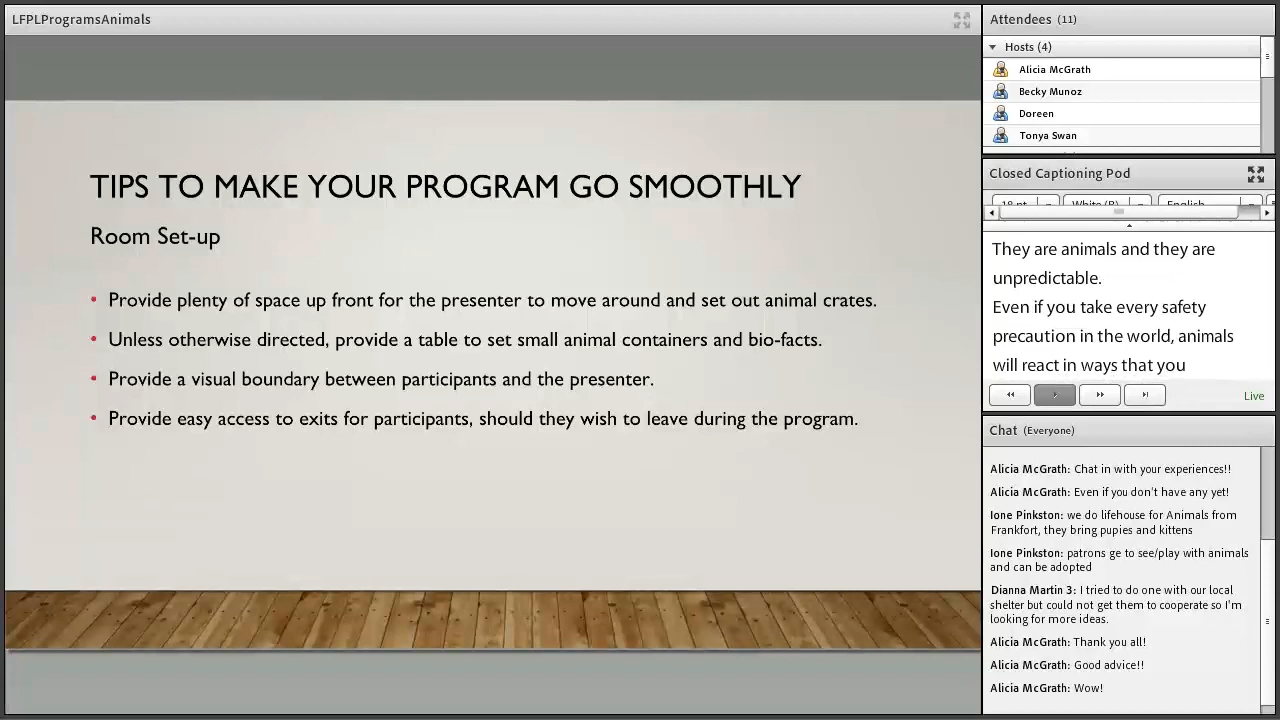 LFPLProgramsAnimals
TIPS TO MAKE YOUR PROGRAM GO SMOOTHLY
Room Set-up
• Provide plenty of space up front for the presenter to move around and set out animal crates.
• Unless otherwise directed, provide a table to set small animal containers and bio-facts.
• Provide a visual boundary between participants and the presenter.
• Provide easy access to exits for participants, should they wish to leave during the program.
Attendees (11)
Hosts (4)
Alicia McGrath
Becky Munoz
Doreen
Tonya Swan
Closed Captioning Pod
18 pt White (B) English
They are animals and they are
unpredictable.
Even if you take every safety
precaution in the world, animals
will react in ways that you
Live
Chat (Everyone)
Alicia McGrath: Chat in with your experiences!!
Alicia McGrath: Even if you don't have any yet!
Ione Pinkston: we do lifehouse for Animals from
Frankfort, they bring pupies and kittens
Ione Pinkston: patrons ge to see/play with animals
and can be adopted
Dianna Martin 3: I tried to do one with our local
shelter but could not get them to cooperate so I'm
looking for more ideas.
Alicia McGrath: Thank you all!
Alicia McGrath: Good advice!!
Alicia McGrath: Wow!